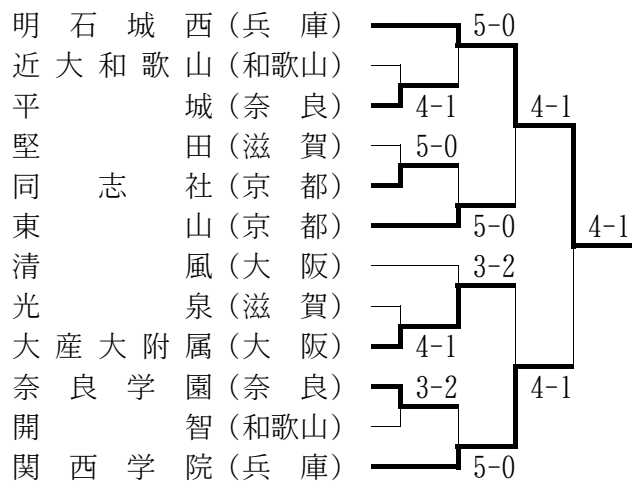 明石城西(兵庫) 5-0
近大和歌山(和歌山)
平城(奈良) 4-1 4-1
堅田(滋賀) 5-0
同志社(京都)
東山(京都) 5-0 4-1
清風(大阪) 3-2
光泉(滋賀)
大産大附属(大阪) 4-1
奈良学園(奈良) 3-2 4-1
開智(和歌山)
関西学院(兵庫) 5-0